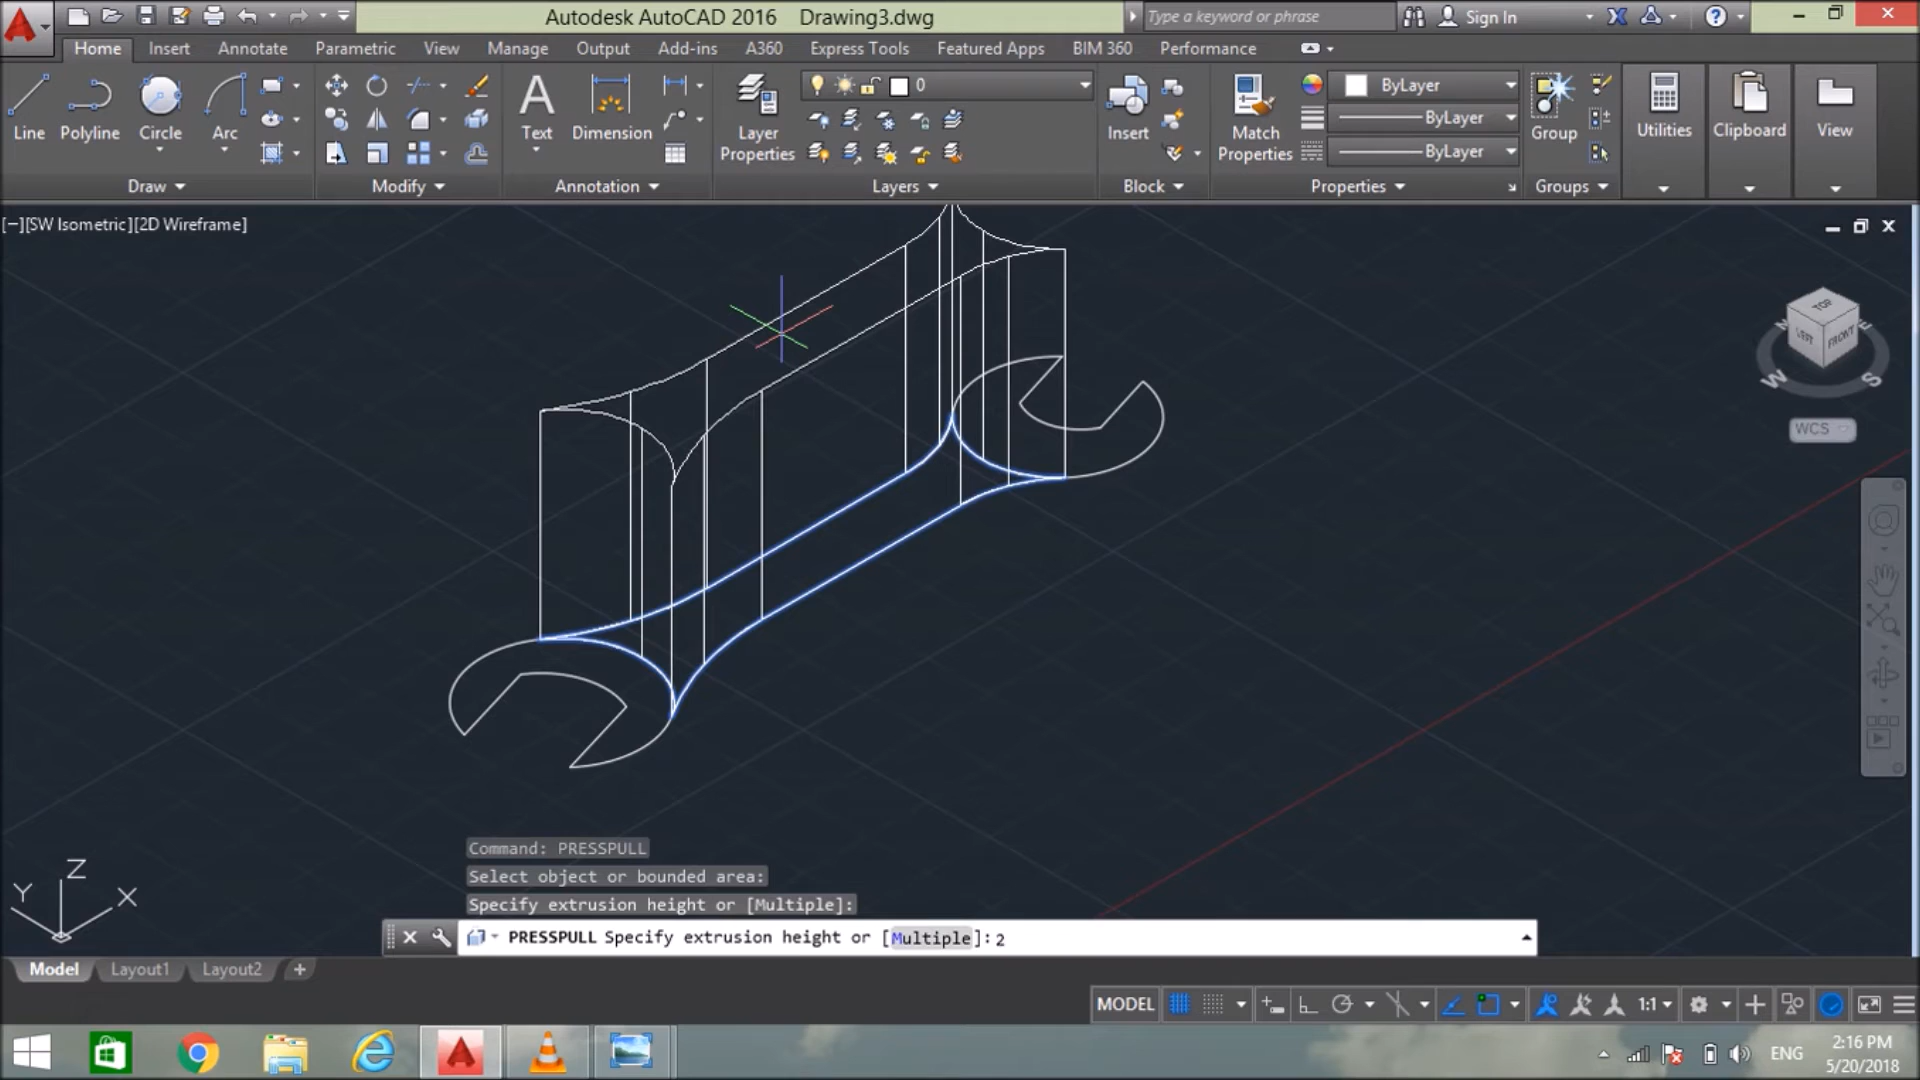 Autodesk AutoCAD 2016 Drawing3.dwg
Type a keyword or phrase
Sign In
Home Insert Annotate Parametric View Manage Output Add-ins A360 Express Tools Featured Apps BIM 360 Performance
Line Polyline Circle Arc
Text Dimension
Layer Properties
0
Insert
Match Properties
ByLayer
ByLayer
ByLayer
Group
Utilities Clipboard View
Draw Modify Annotation Layers Block Properties Groups
[−][SW Isometric][2D Wireframe]
TOP
LEFT FRONT
N E
W S
WCS
Z
Y X
Command: PRESSPULL
Select object or bounded area:
Specify extrusion height or [Multiple]:
PRESSPULL Specify extrusion height or [Multiple]: 2
Model Layout1 Layout2 +
MODEL 1:1
ENG
2:16 PM
5/20/2018